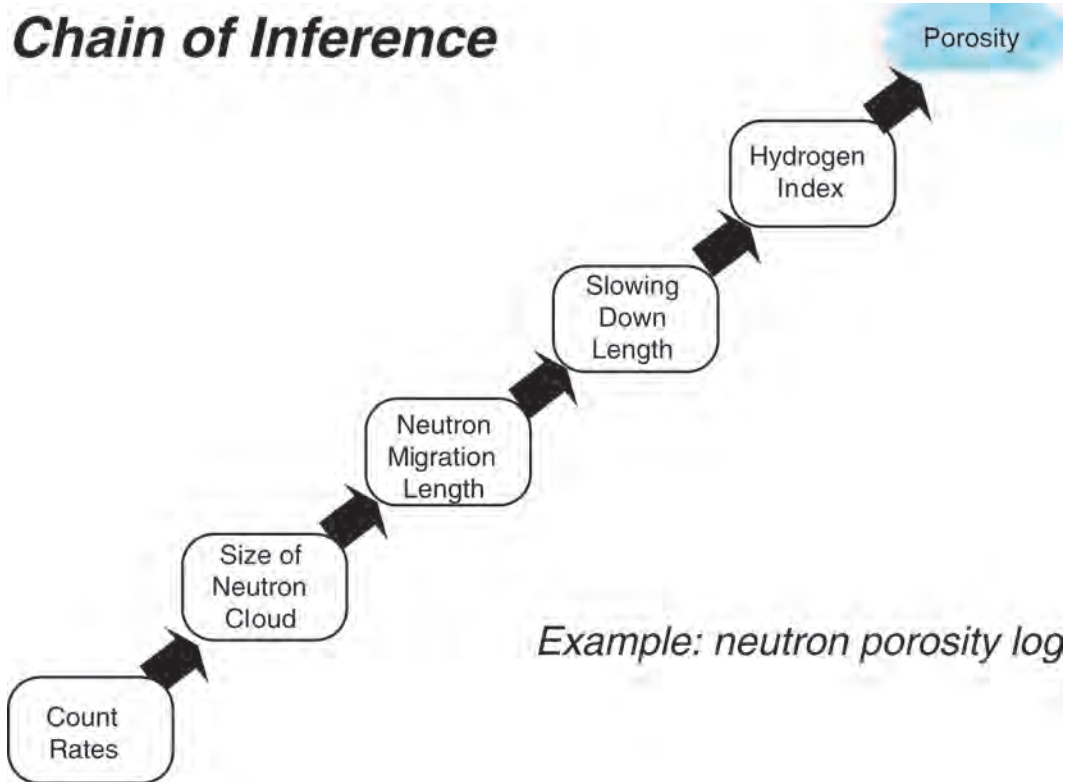 Chain of Inference
Porosity
Hydrogen
Index
Slowing
Down
Length
Neutron
Migration
Length
Size of
Neutron
Cloud
Example: neutron porosity log
Count
Rates